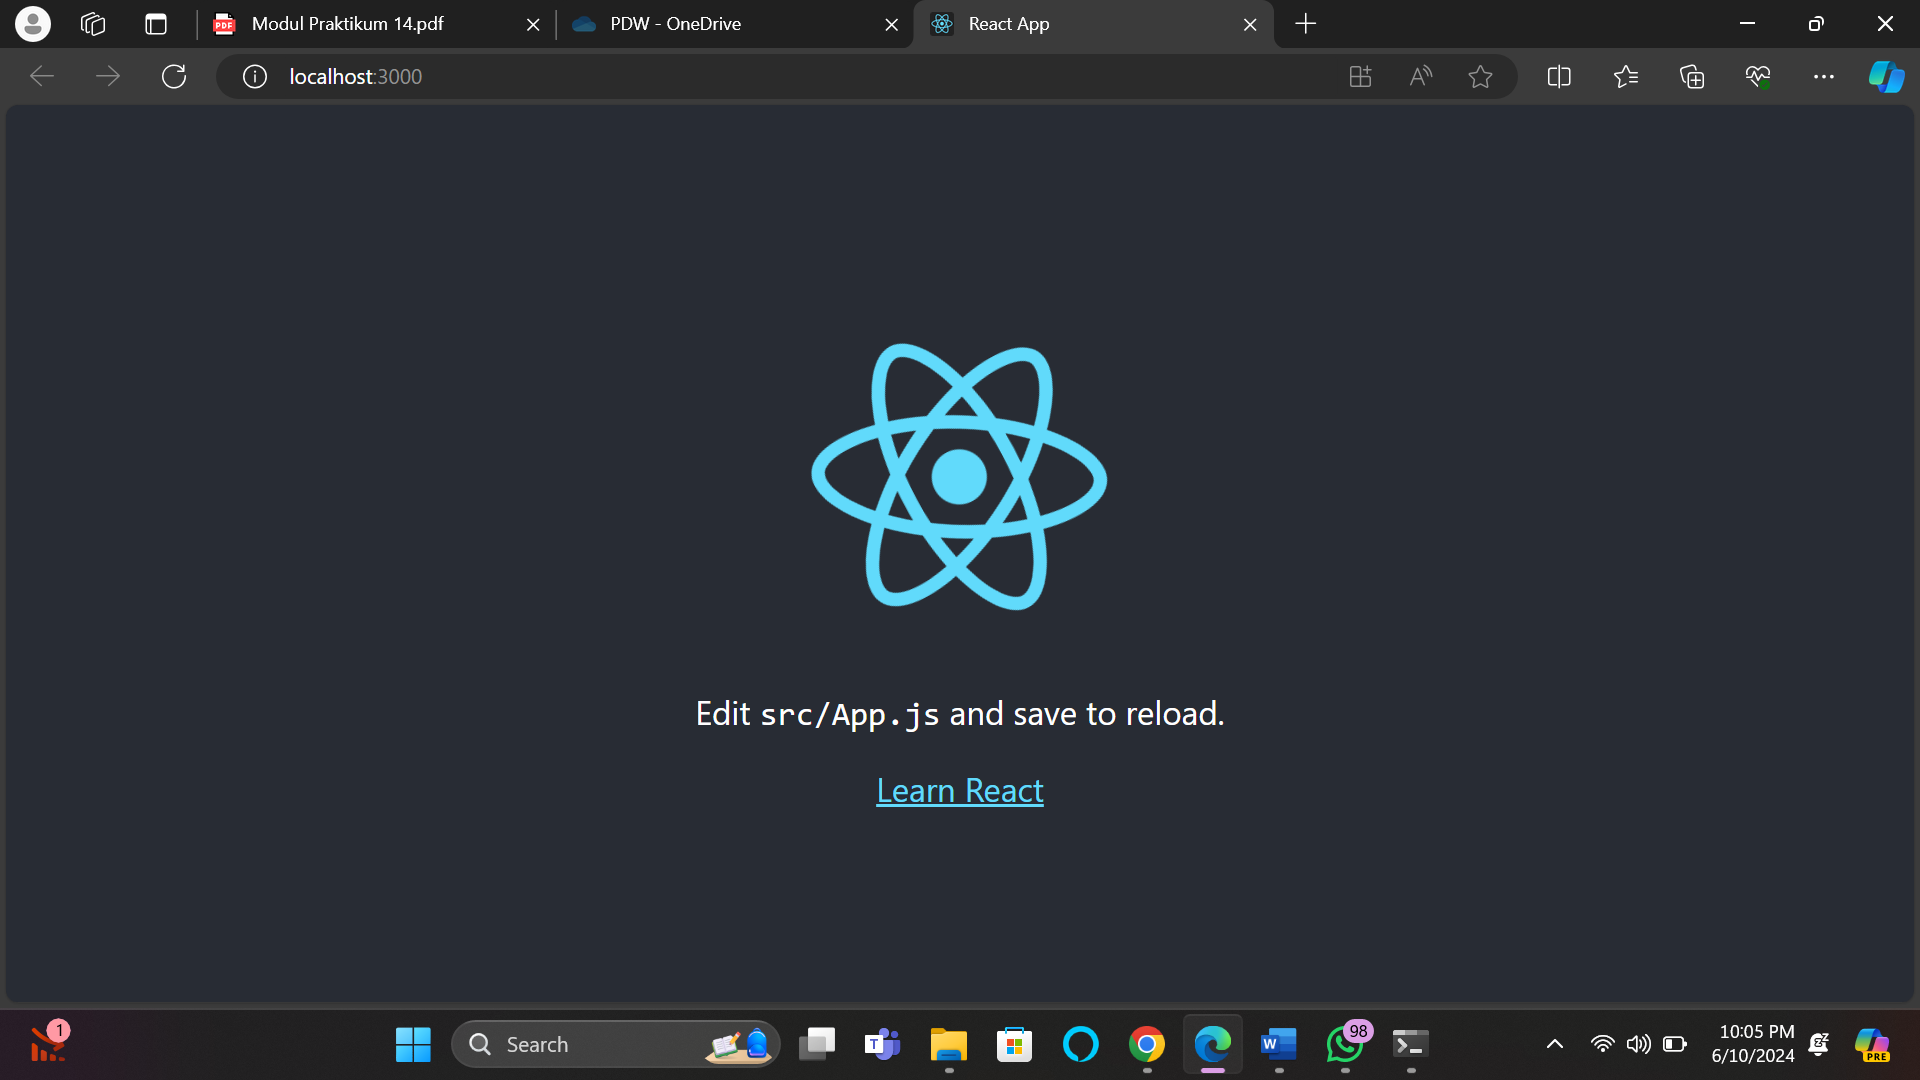 Modul Praktikum 14.pdf
PDW - OneDrive
React App
localhost:3000
Edit src/App.js and save to reload.
Learn React
1
Search
98
10:05 PM
6/10/2024
PRE